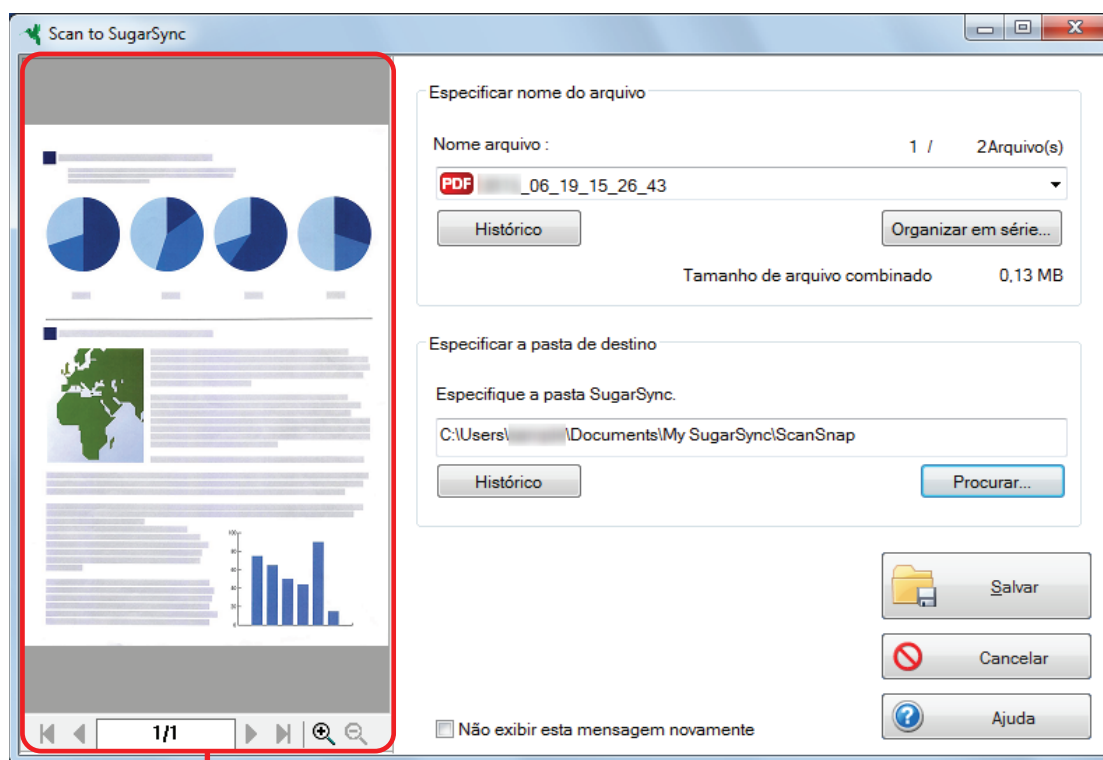 Scan to SugarSync
Especificar nome do arquivo
Nome arquivo :
1 / 2Arquivo(s)
PDF _06_19_15_26_43
Histórico
Organizar em série...
Tamanho de arquivo combinado 0,13 MB
Especificar a pasta de destino
Especifique a pasta SugarSync.
C:\Users\ \Documents\My SugarSync\ScanSnap
Histórico
Procurar...
Salvar
Cancelar
Ajuda
Não exibir esta mensagem novamente
1/1